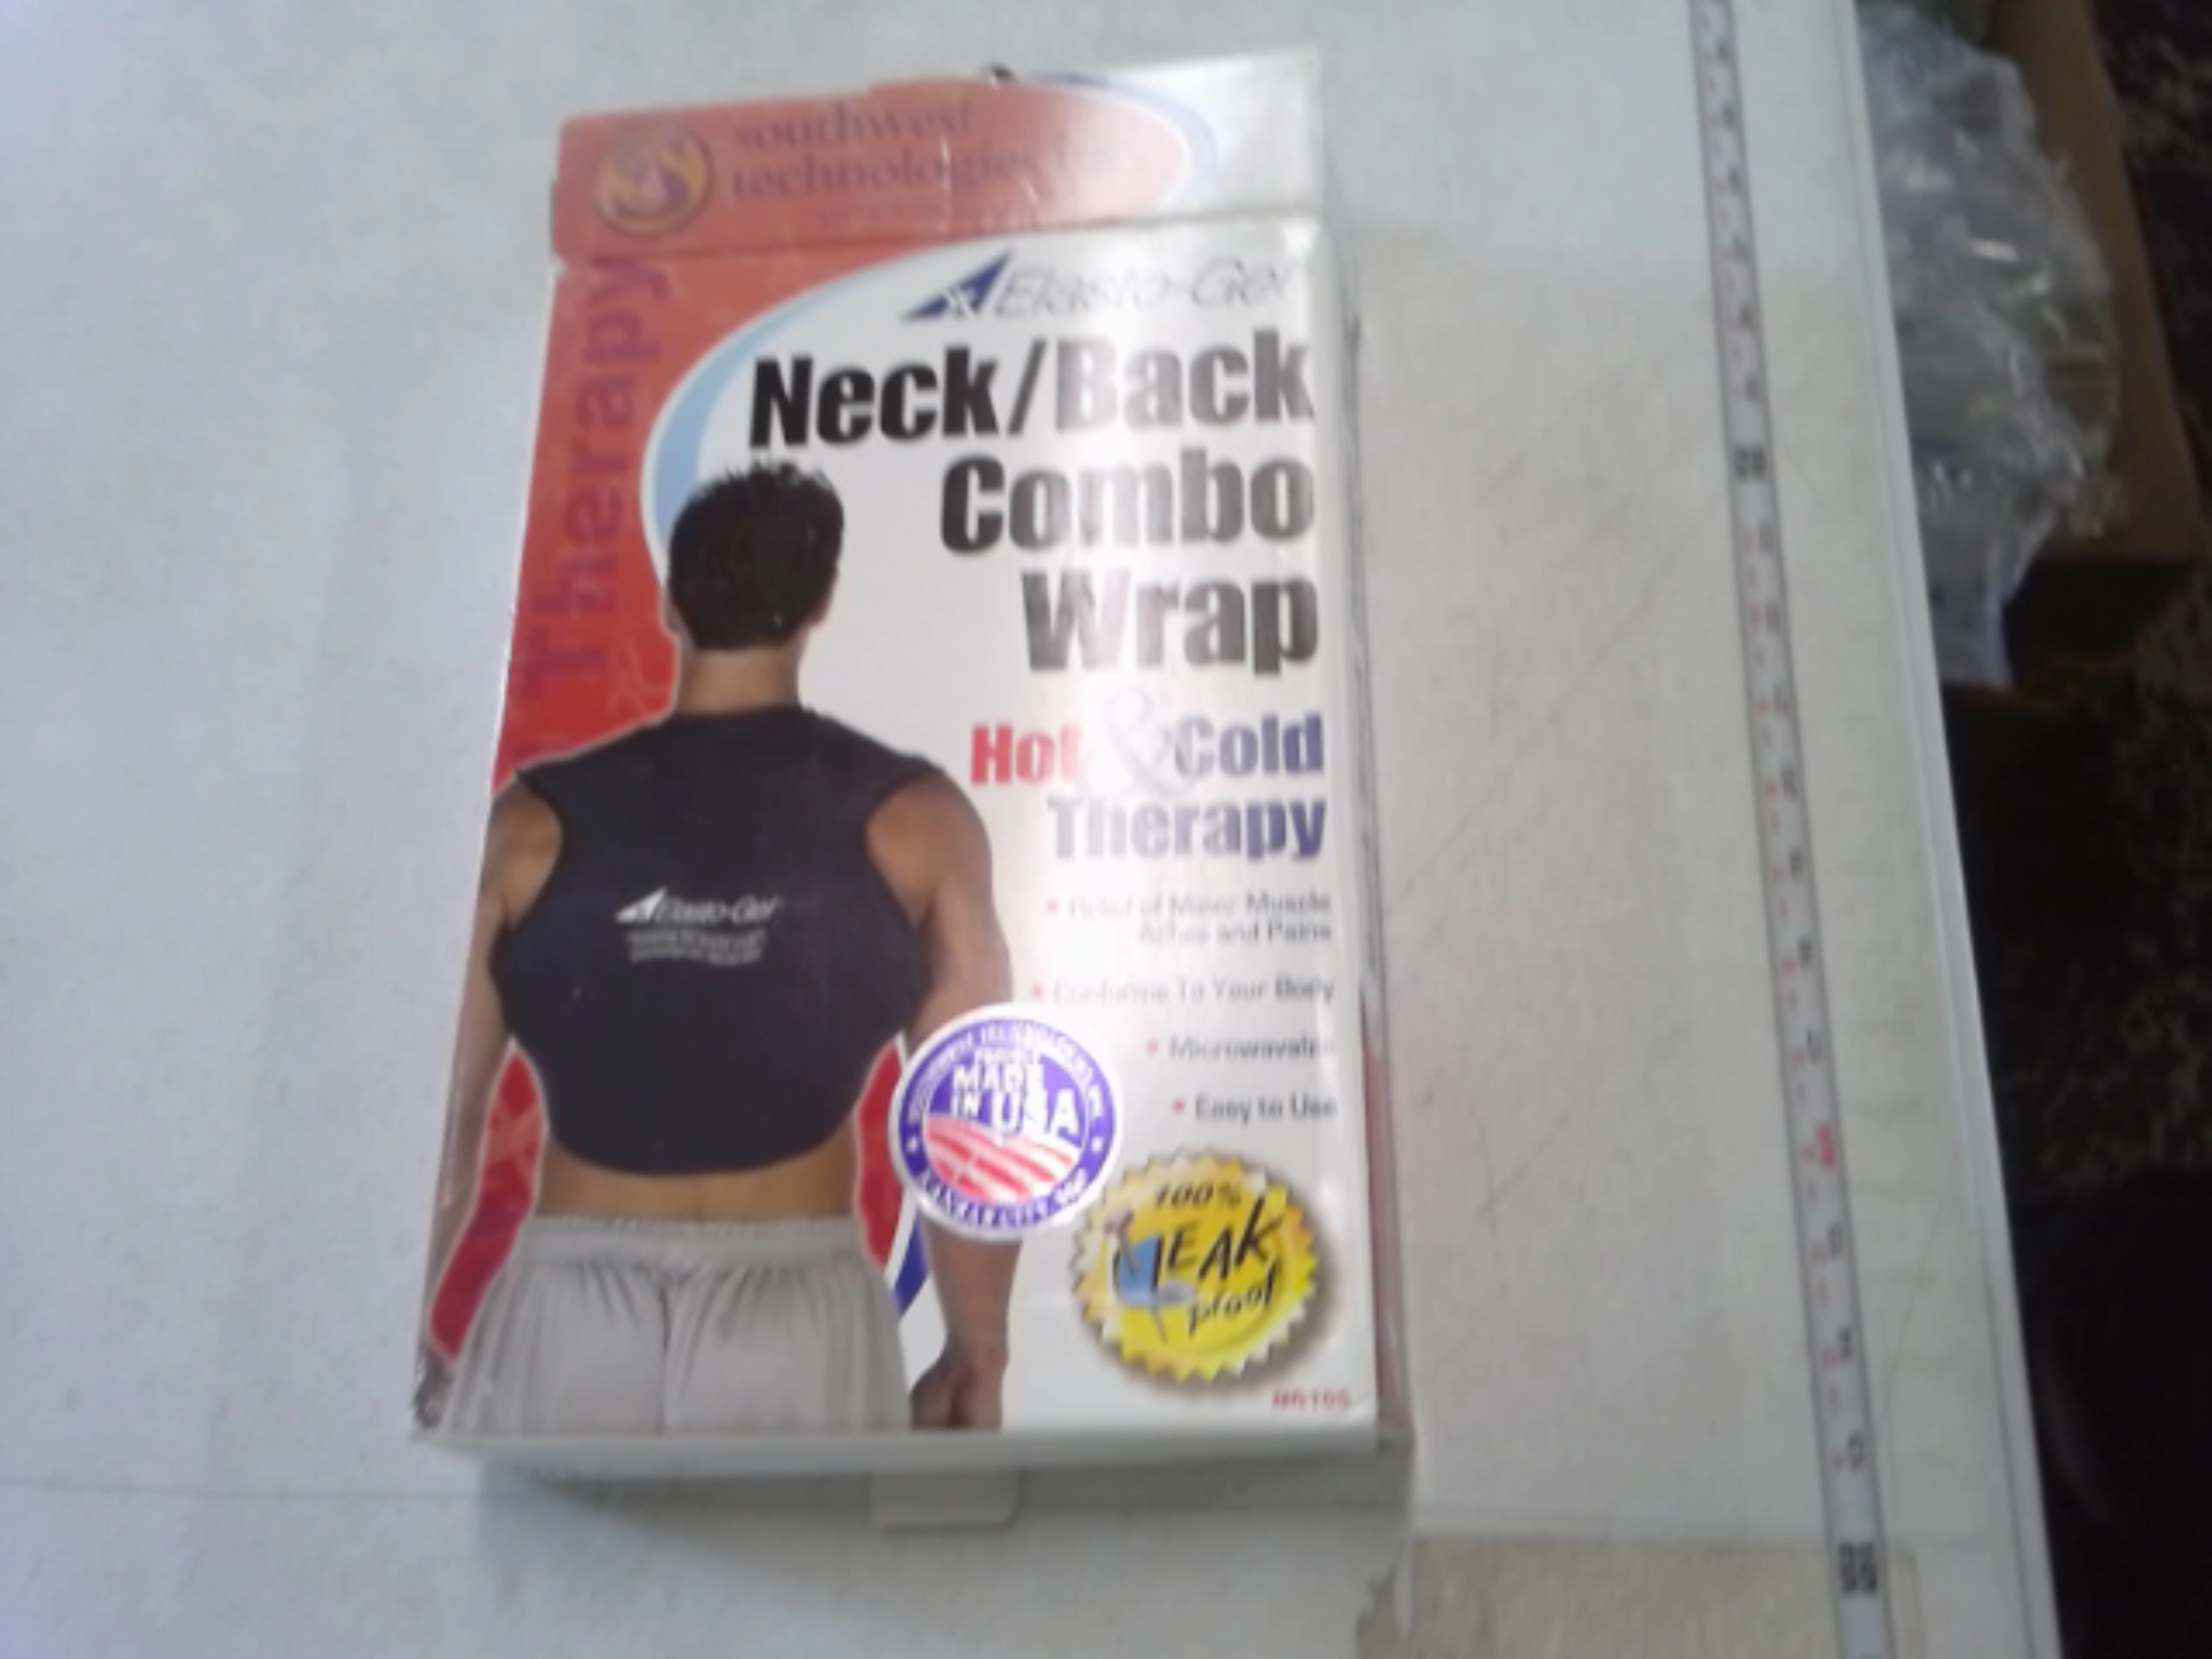 southwest
technologies
Elasto-Gel
Therapy
Neck/Back
Combo
Wrap
Hot & Cold
Therapy
• Relief of Minor Muscle
Aches and Pains
• Conforms To Your Body
• Microwavable
• Easy to Use
Elasto-Gel
MADE
IN USA
100%
LEAK
proof